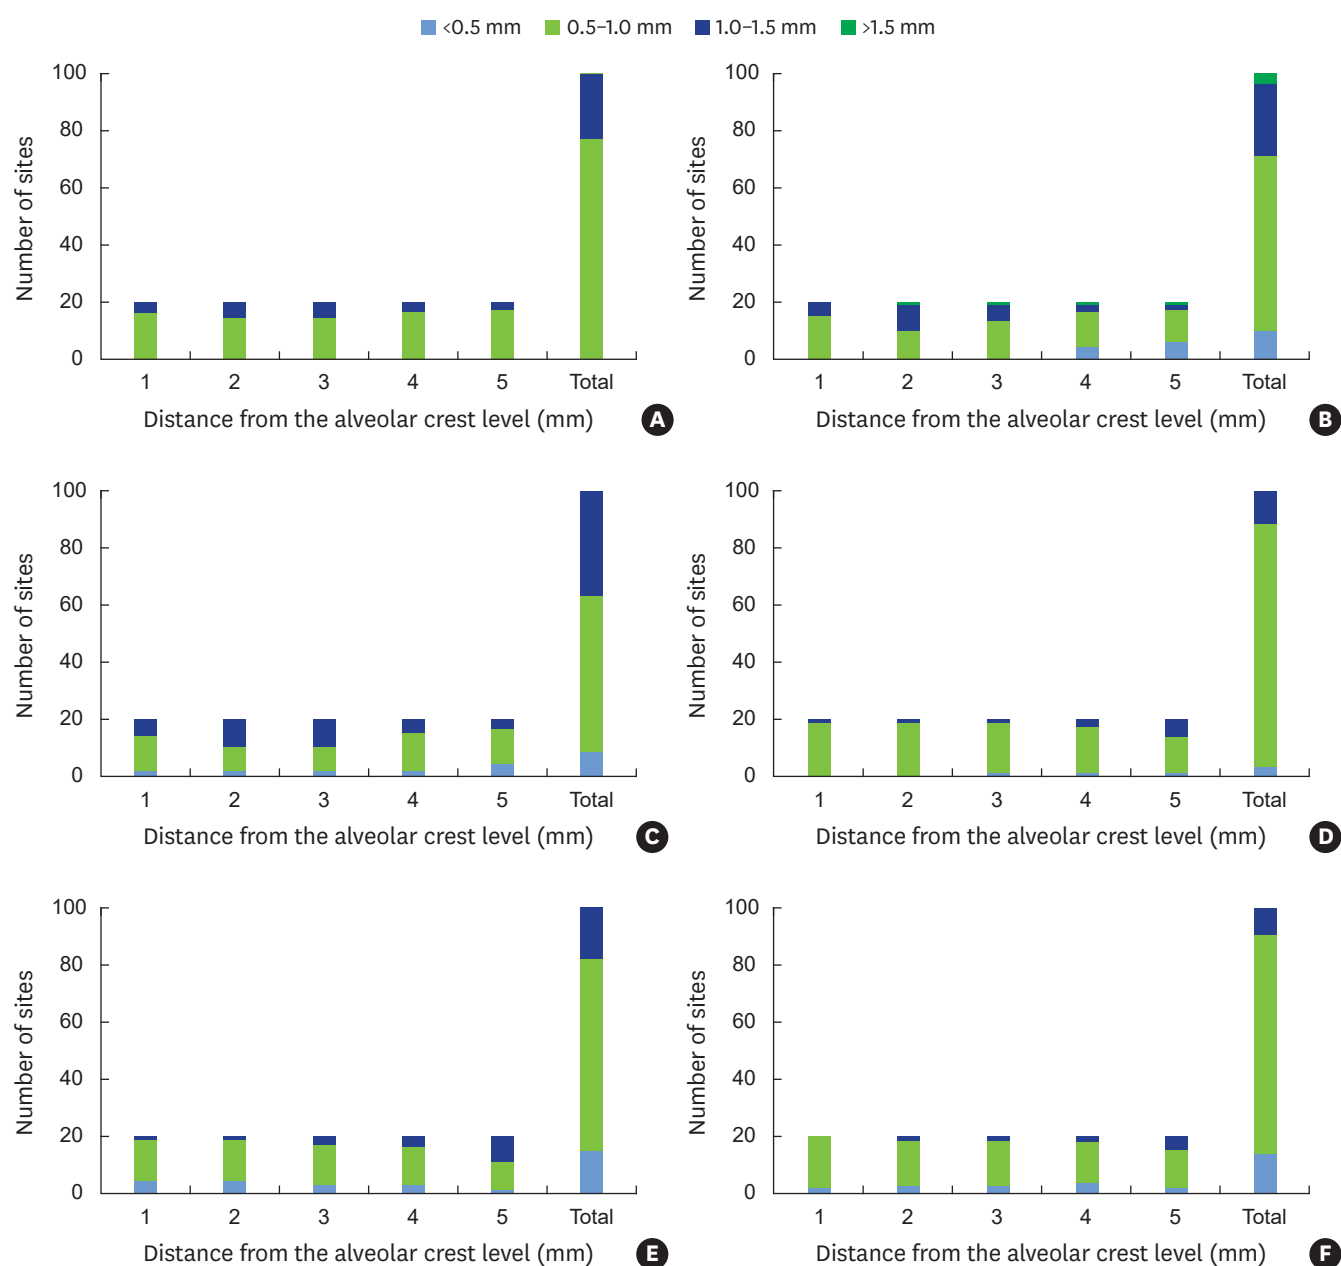 <0.5 mm 0.5–1.0 mm 1.0–1.5 mm >1.5 mm
Number of sites
100
80
60
40
20
0
1 2 3 4 5 Total
Distance from the alveolar crest level (mm)
A
Number of sites
100
80
60
40
20
0
1 2 3 4 5 Total
Distance from the alveolar crest level (mm)
B
Number of sites
100
80
60
40
20
0
1 2 3 4 5 Total
Distance from the alveolar crest level (mm)
C
Number of sites
100
80
60
40
20
0
1 2 3 4 5 Total
Distance from the alveolar crest level (mm)
D
Number of sites
100
80
60
40
20
0
1 2 3 4 5 Total
Distance from the alveolar crest level (mm)
E
Number of sites
100
80
60
40
20
0
1 2 3 4 5 Total
Distance from the alveolar crest level (mm)
F